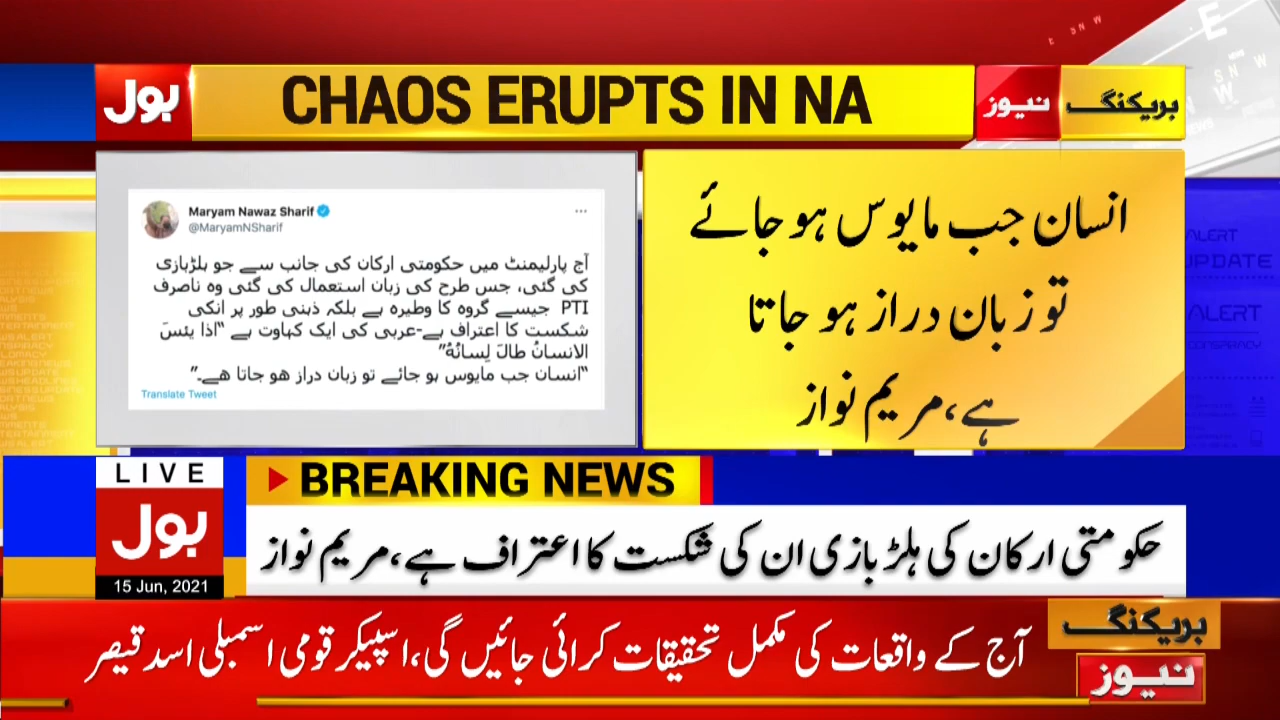 بول
CHAOS ERUPTS IN NA
نیوز
بریکنگ
Maryam Nawaz Sharif
@MaryamNSharif
آج پارلیمنٹ میں حکومتی ارکان کی جانب سے جو ہلڑبازی
کی گئی، جس طرح کی زبان استعمال کی گئی وہ ناصرف
PTI جیسے گروہ کا وطیرہ ہے بلکہ ذہنی طور پر انکی
شکست کا اعتراف ہے-عربی کی ایک کہاوت ہے “اذا یئسَ
الانسانُ طالَ لِسانُهُ”
“انسان جب مایوس ہو جائے تو زبان دراز ھو جاتا ھے۔”
Translate Tweet
انسان جب مایوس ہو جائے
تو زبان دراز ہو جاتا
ہے، مریم نواز
ALERT
UPDATE
ALERT
CONSPIRACY
LIVE
بول
15 Jun, 2021
BREAKING NEWS
حکومتی ارکان کی ہلڑبازی ان کی شکست کا اعتراف ہے، مریم نواز
بریکنگ
نیوز
آج کے واقعات کی مکمل تحقیقات کرائی جائیں گی، اسپیکر قومی اسمبلی اسد قیصر